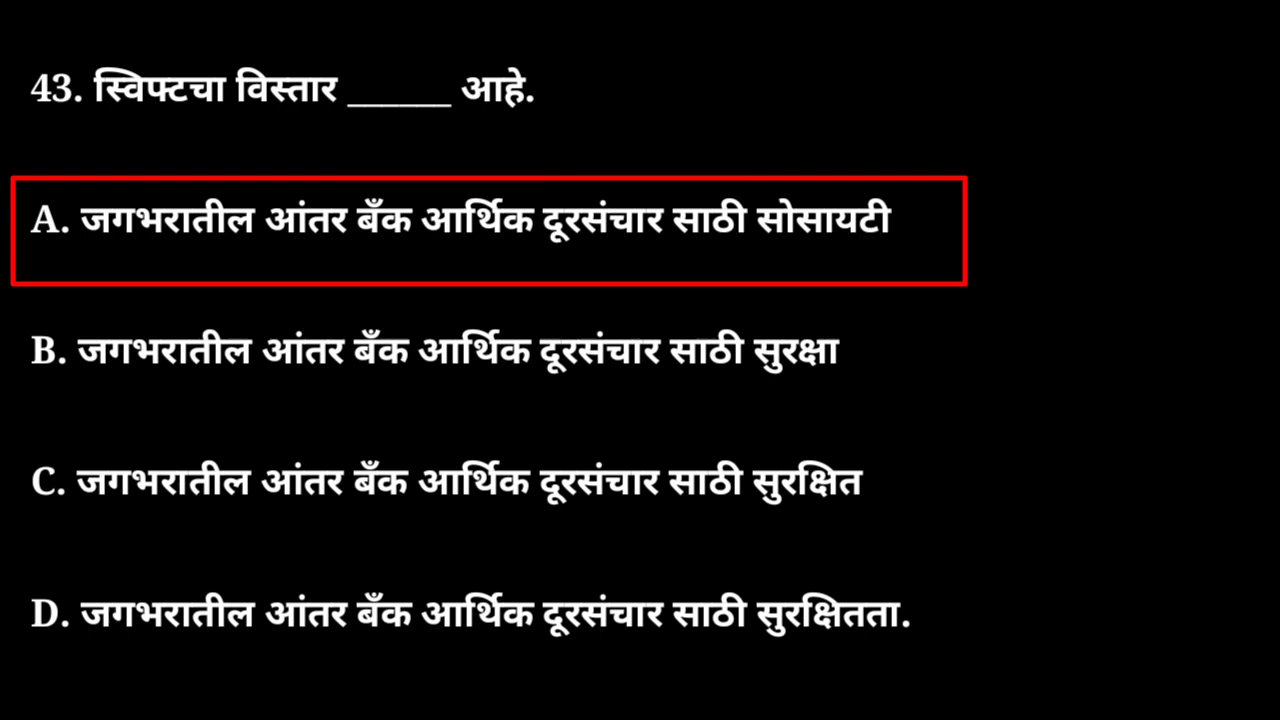 43. स्विफ्टचा विस्तार ______ आहे.
A. जगभरातील आंतर बँक आर्थिक दूरसंचार साठी सोसायटी
B. जगभरातील आंतर बँक आर्थिक दूरसंचार साठी सुरक्षा
C. जगभरातील आंतर बँक आर्थिक दूरसंचार साठी सुरक्षित
D. जगभरातील आंतर बँक आर्थिक दूरसंचार साठी सुरक्षितता.